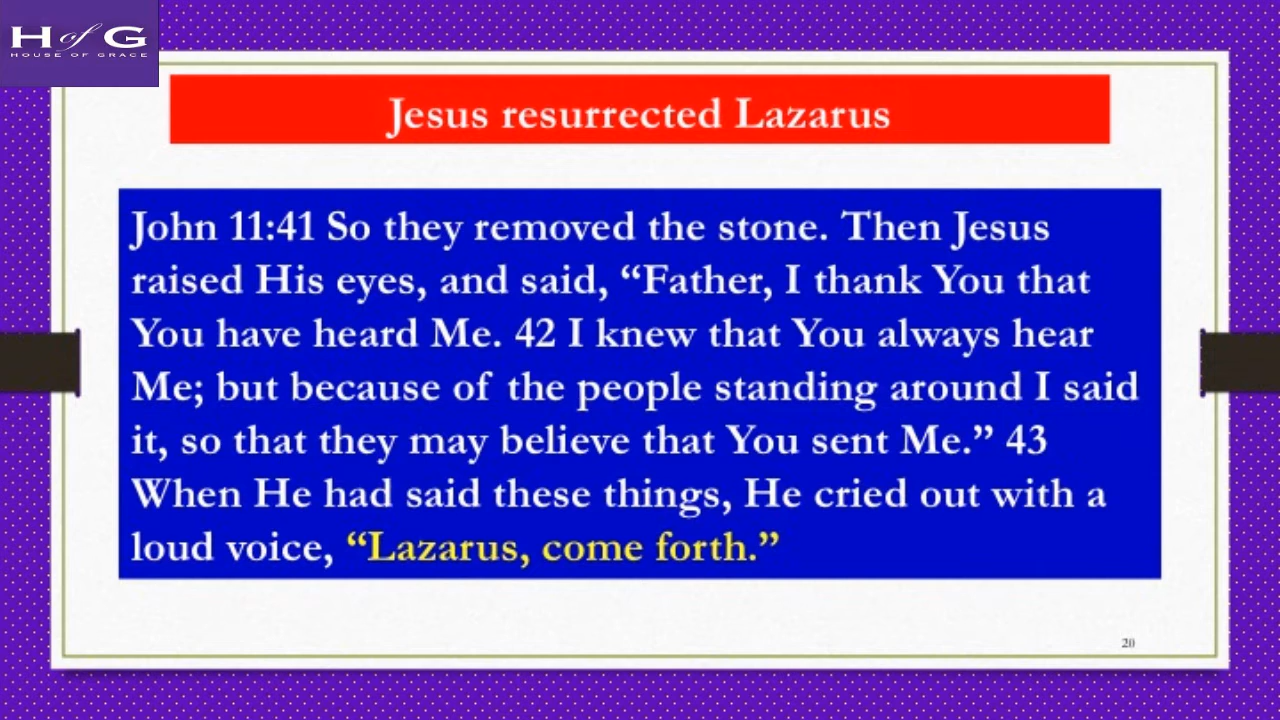 H of G
HOUSE OF GRACE
Jesus resurrected Lazarus
John 11:41 So they removed the stone. Then Jesus
raised His eyes, and said, “Father, I thank You that
You have heard Me. 42 I knew that You always hear
Me; but because of the people standing around I said
it, so that they may believe that You sent Me.” 43
When He had said these things, He cried out with a
loud voice, “Lazarus, come forth.”
20